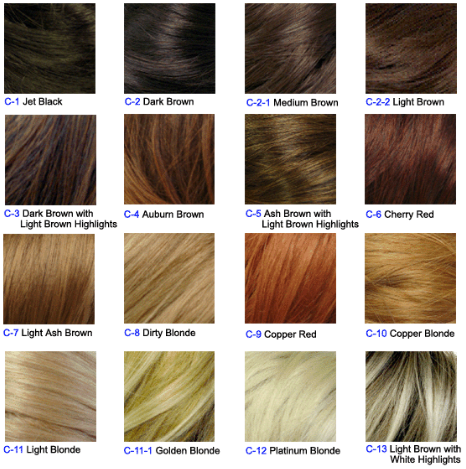 C-1 Jet Black
C-2 Dark Brown
C-2-1 Medium Brown
C-2-2 Light Brown
C-3 Dark Brown with
Light Brown Highlights
C-4 Auburn Brown
C-5 Ash Brown with
Light Brown Highlights
C-6 Cherry Red
C-7 Light Ash Brown
C-8 Dirty Blonde
C-9 Copper Red
C-10 Copper Blonde
C-11 Light Blonde
C-11-1 Golden Blonde
C-12 Platinum Blonde
C-13 Light Brown with
White Highlights